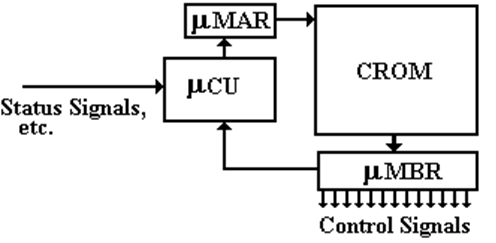 μMAR
CROM
μCU
Status Signals,
etc.
μMBR
Control Signals